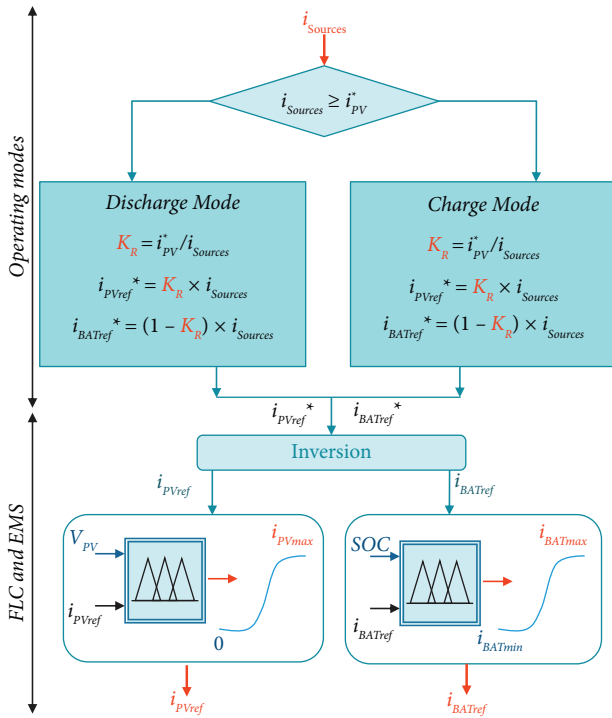 i_Sources
i_Sources ≥ i*_PV
Operating modes
Discharge Mode
K_R = i*_PV/i_Sources
i_PVref* = K_R × i_Sources
i_BATref* = (1 – K_R) × i_Sources
Charge Mode
K_R = i*_PV/i_Sources
i_PVref* = K_R × i_Sources
i_BATref* = (1 – K_R) × i_Sources
i_PVref* i_BATref*
Inversion
i_PVref i_BATref
FLC and EMS
V_PV
i_PVref
i_PVmax
0
SOC
i_BATref
i_BATmax
i_BATmin
i_PVref
i_BATref